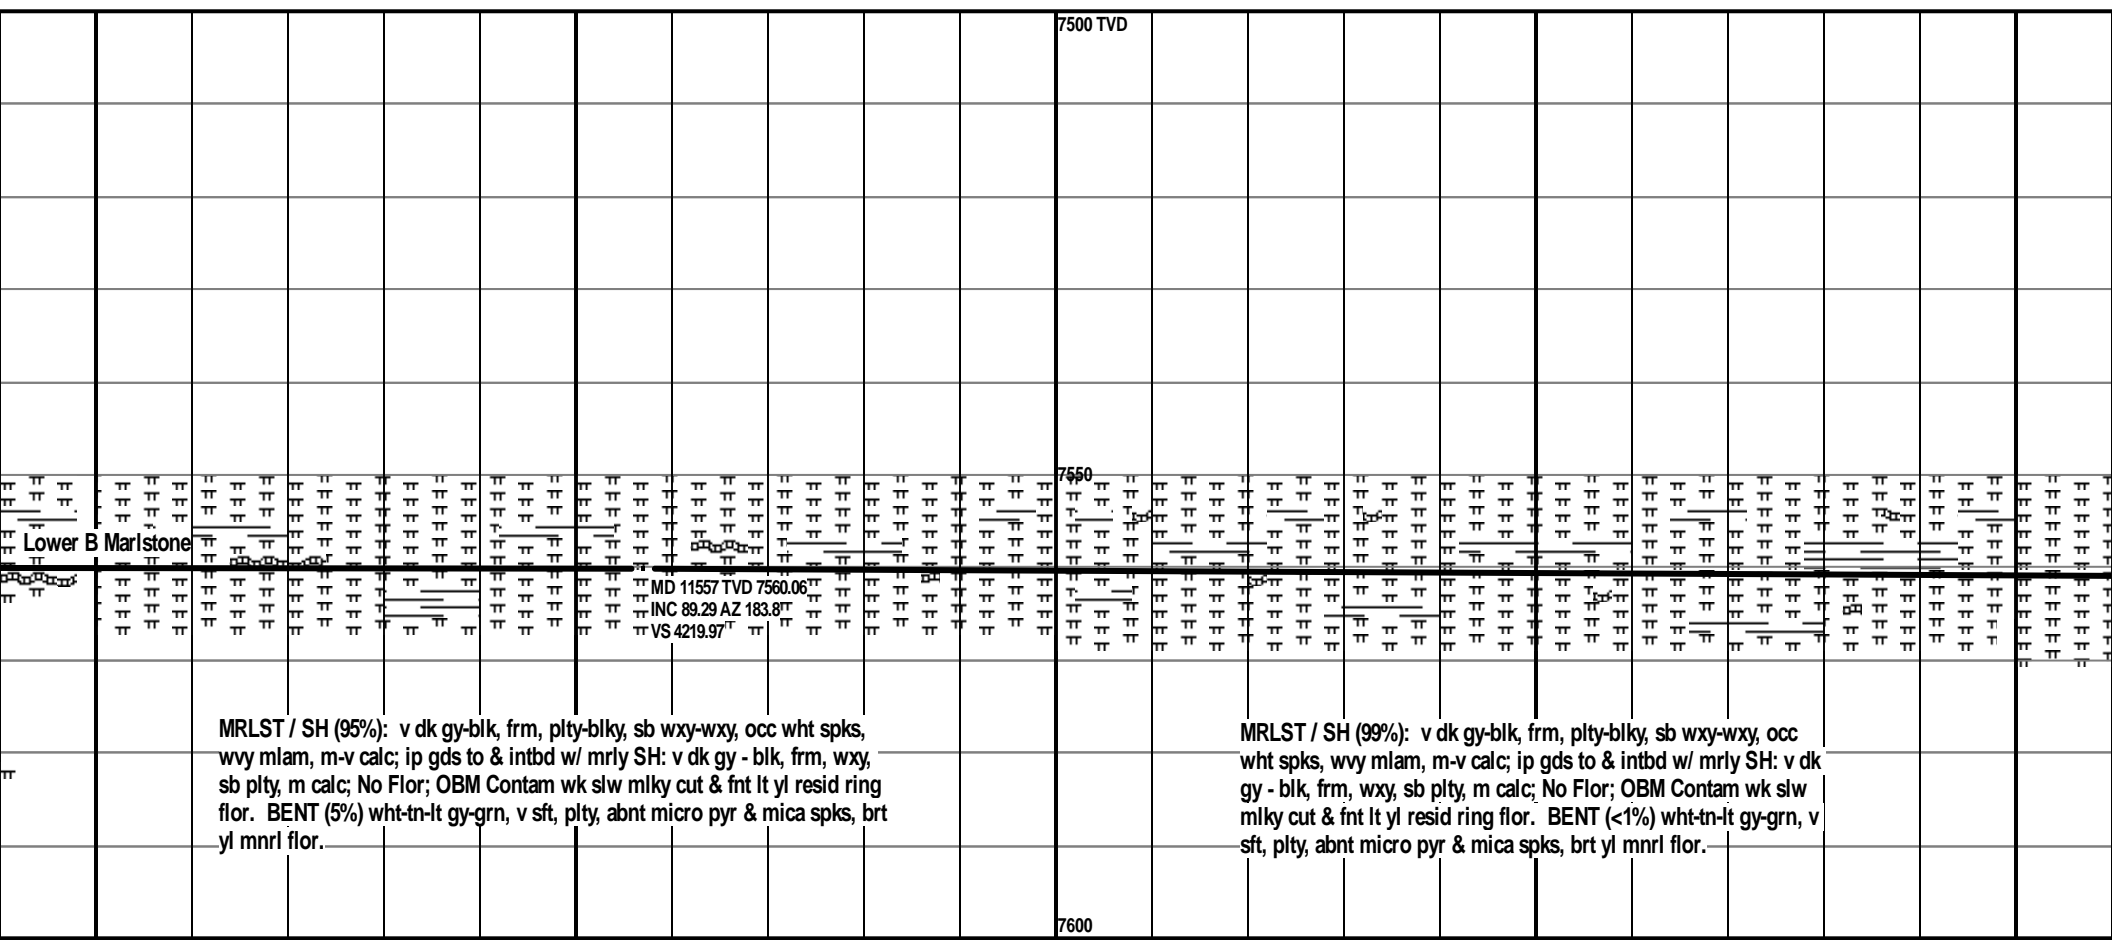 7500 TVD
7550
Lower B Marlstone
MD 11557 TVD 7560.06
INC 89.29 AZ 183.8
VS 4219.97
MRLST / SH (95%): v dk gy-blk, frm, plty-blky, sb wxy-wxy, occ wht spks,
wvy mlam, m-v calc; ip gds to & intbd w/ mrly SH: v dk gy - blk, frm, wxy,
sb plty, m calc; No Flor; OBM Contam wk slw mlky cut & fnt lt yl resid ring
flor. BENT (5%) wht-tn-lt gy-grn, v sft, plty, abnt micro pyr & mica spks, brt
yl mnrl flor.
MRLST / SH (99%): v dk gy-blk, frm, plty-blky, sb wxy-wxy, occ
wht spks, wvy mlam, m-v calc; ip gds to & intbd w/ mrly SH: v dk
gy - blk, frm, wxy, sb plty, m calc; No Flor; OBM Contam wk slw
mlky cut & fnt lt yl resid ring flor. BENT (<1%) wht-tn-lt gy-grn, v
sft, plty, abnt micro pyr & mica spks, brt yl mnrl flor.
7600